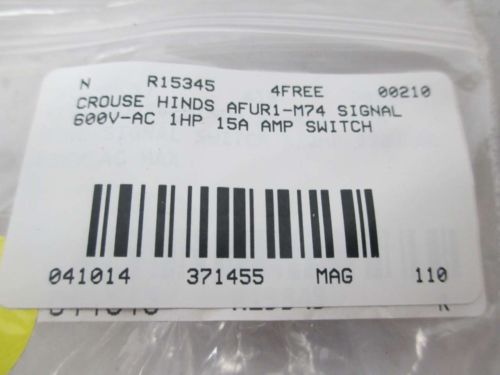 N R15345 4FREE 00210
CROUSE HINDS AFUR1-M74 SIGNAL
600V-AC 1HP 15A AMP SWITCH
041014 371455 MAG 110